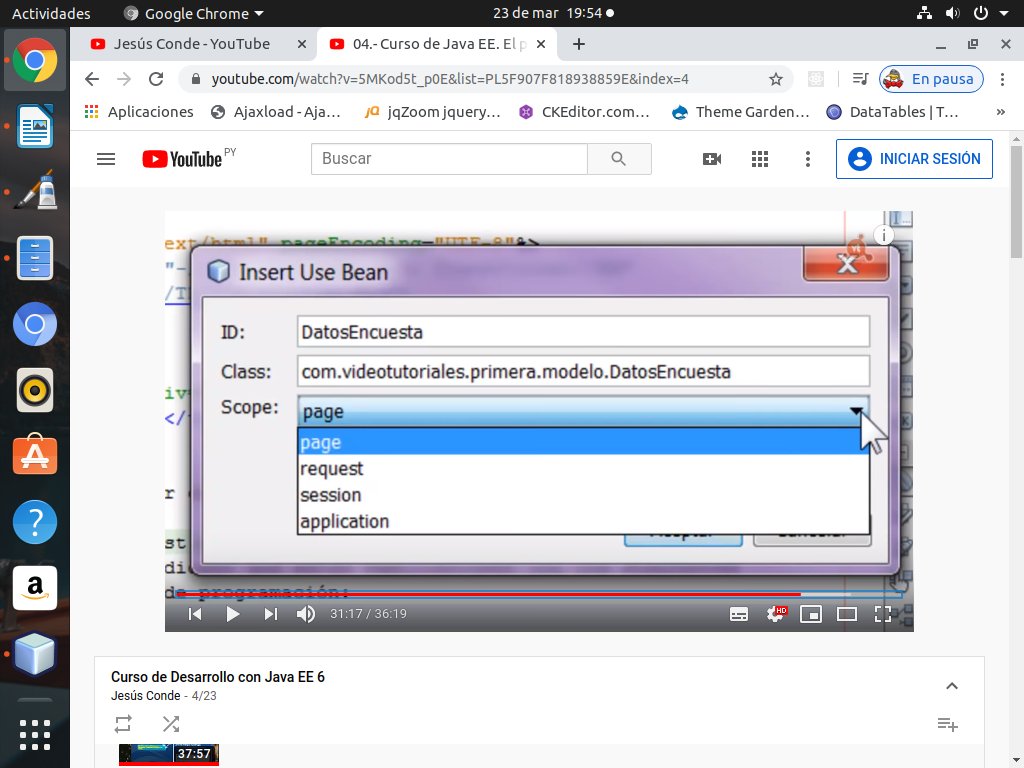 Actividades
Google Chrome
23 de mar 19:54
Jesús Conde - YouTube
04.- Curso de Java EE. El p
youtube.com/watch?v=5MKod5t_p0E&list=PL5F907F818938859E&index=4
En pausa
Aplicaciones
Ajaxload - Aja...
jqZoom jquery...
CKEditor.com...
Theme Garden...
DataTables | T...
»
YouTube PY
Buscar
INICIAR SESIÓN
ext/html" pageEncoding="UTF-8"%>
Insert Use Bean
ID: DatosEncuesta
Class: com.videotutoriales.primera.modelo.DatosEncuesta
Scope: page
page
request
session
application
de programación:
31:17 / 36:19
HD
Curso de Desarrollo con Java EE 6
Jesús Conde - 4/23
37:57
a